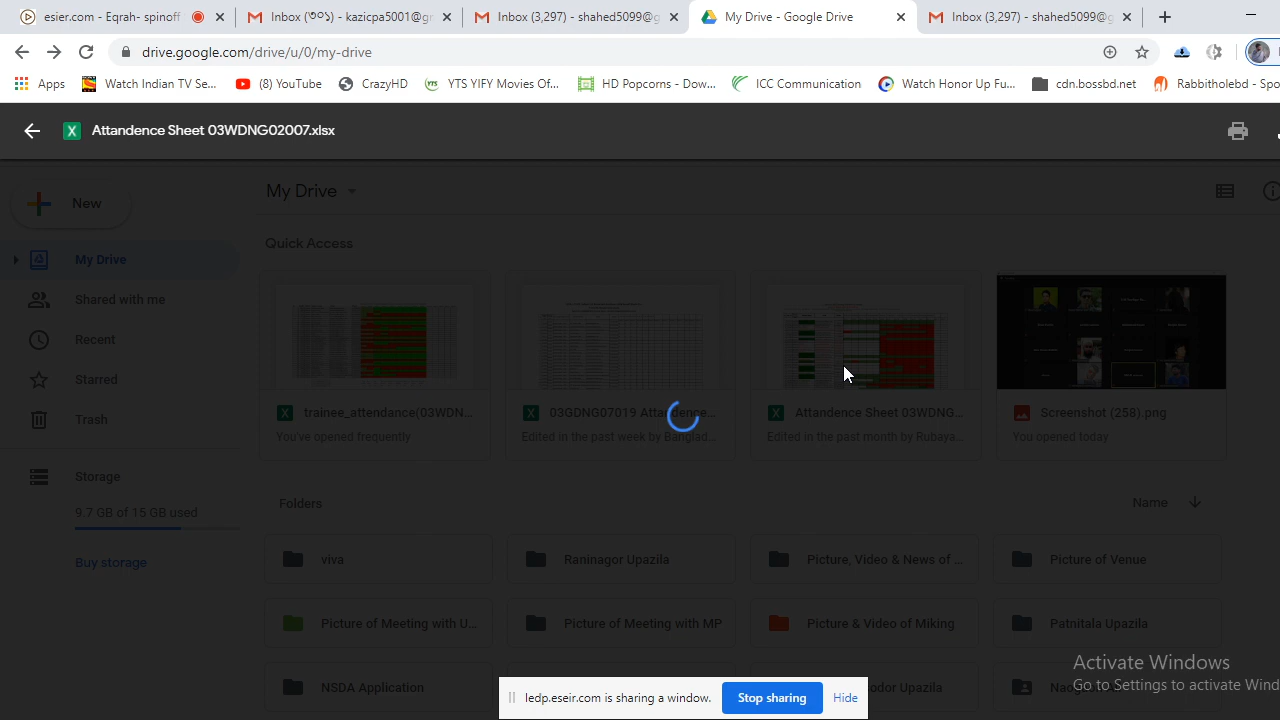 esier.com - Eqrah- spinoff
Inbox (৭০১) - kazicpa5001@gr
Inbox (3,297) - shahed5099@g
My Drive - Google Drive
Inbox (3,297) - shahed5099@g
drive.google.com/drive/u/0/my-drive
Apps
Watch Indian TV Se...
(8) YouTube
CrazyHD
YTS YIFY Movies Of...
HD Popcorns - Dow...
ICC Communication
Watch Honor Up Fu...
cdn.bossbd.net
Rabbitholebd - Spo
X Attandence Sheet 03WDNG02007.xlsx
New
My Drive
Shared with me
Recent
Starred
Trash
Storage
9.7 GB of 15 GB used
Buy storage
My Drive
Quick Access
trainee_attendance(03WDN...
You've opened frequently
03GDNG07019 Attandence...
Edited in the past week by Banglad...
Attandence Sheet 03WDNG...
Edited in the past month by Rubaya...
Screenshot (258).png
You opened today
Folders
Name
viva
Raninagor Upazila
Picture, Video & News of ...
Picture of Venue
Picture of Meeting with U...
Picture of Meeting with MP
Picture & Video of Miking
Patnitala Upazila
NSDA Application
odor Upazila
ledp.eseir.com is sharing a window.
Stop sharing
Hide
Activate Windows
Go to Settings to activate Wind